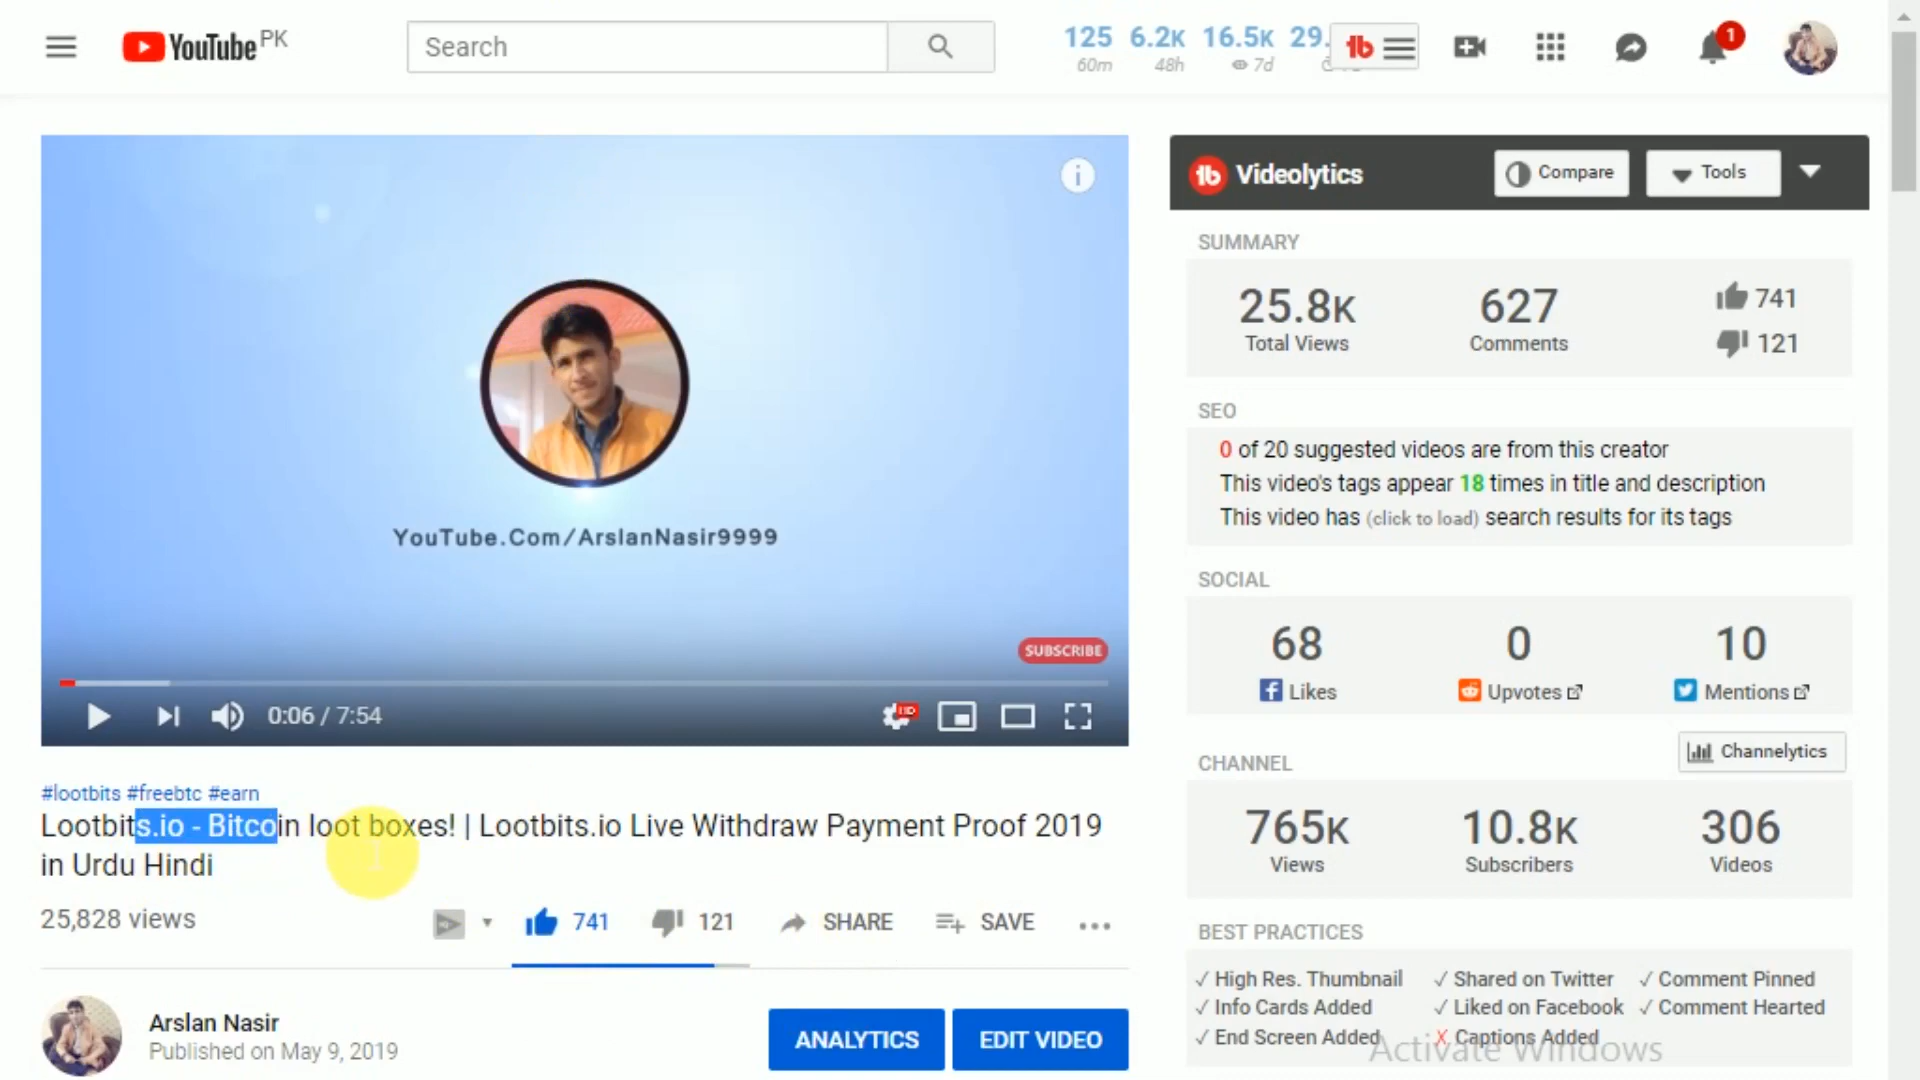 YouTube PK
Search
125 6.2K 16.5K 29.
60m 48h 7d
1
Videolytics
Compare
Tools
SUMMARY
25.8K
Total Views
627
Comments
741
121
SEO
0 of 20 suggested videos are from this creator
This video's tags appear 18 times in title and description
This video has (click to load) search results for its tags
SOCIAL
68
Likes
0
Upvotes
10
Mentions
Channelytics
CHANNEL
765K
Views
10.8K
Subscribers
306
Videos
BEST PRACTICES
✓ High Res. Thumbnail ✓ Shared on Twitter ✓ Comment Pinned
✓ Info Cards Added ✓ Liked on Facebook ✓ Comment Hearted
✓ End Screen Added X Captions Added
Activate Windows
YouTube.Com/ArslanNasir9999
SUBSCRIBE
0:06 / 7:54
HD
#lootbits #freebtc #earn
Lootbits.io - Bitcoin loot boxes! | Lootbits.io Live Withdraw Payment Proof 2019
in Urdu Hindi
25,828 views
741 121 SHARE SAVE
Arslan Nasir
Published on May 9, 2019
ANALYTICS
EDIT VIDEO